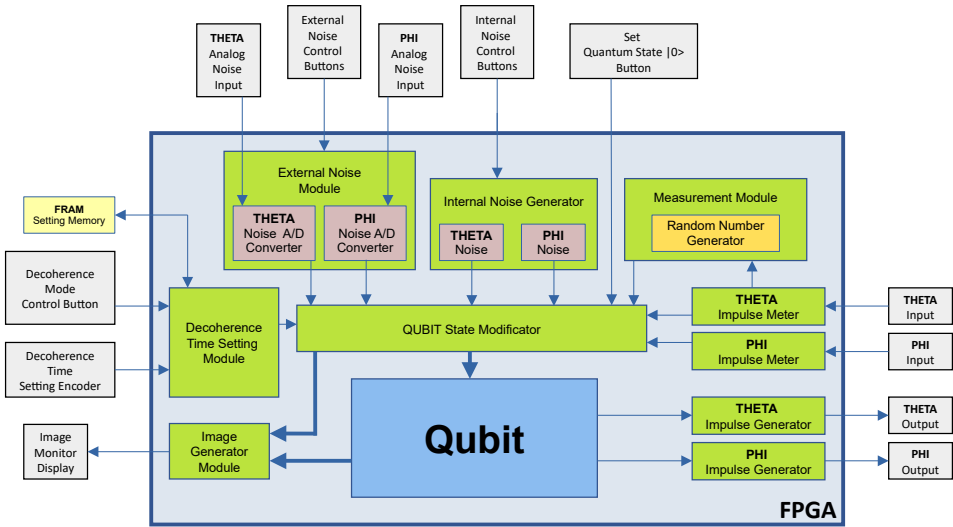 THETA
Analog
Noise
Input
External
Noise
Control
Buttons
PHI
Analog
Noise
Input
Internal
Noise
Control
Buttons
Set
Quantum State |0>
Button
External Noise
Module
THETA
Noise A/D
Converter
PHI
Noise A/D
Converter
Internal Noise Generator
THETA
Noise
PHI
Noise
Measurement Module
Random Number
Generator
FRAM
Setting Memory
Decoherence
Mode
Control Button
Decoherence
Time
Setting Encoder
Decoherence
Time Setting
Module
QUBIT State Modificator
THETA
Impulse Meter
PHI
Impulse Meter
THETA
Input
PHI
Input
Image
Monitor
Display
Image
Generator
Module
Qubit
THETA
Impulse Generator
PHI
Impulse Generator
THETA
Output
PHI
Output
FPGA